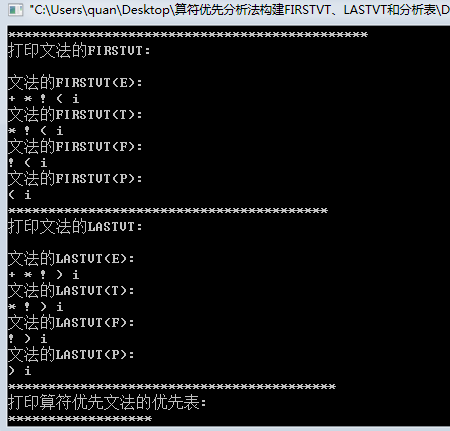 "C:\Users\quan\Desktop\算符优先分析法构建FIRSTVT、LASTVT和分析表\D
*********************************************
打印文法的FIRSTVT:
文法的FIRSTVT(E):
+ * ! ( i
文法的FIRSTVT(T):
* ! ( i
文法的FIRSTVT(F):
! ( i
文法的FIRSTVT(P):
( i
****************************************
打印文法的LASTVT:
文法的LASTVT(E):
+ * ! ) i
文法的LASTVT(T):
* ! ) i
文法的LASTVT(F):
! ) i
文法的LASTVT(P):
) i
*****************************************
打印算符优先文法的优先表:
******************